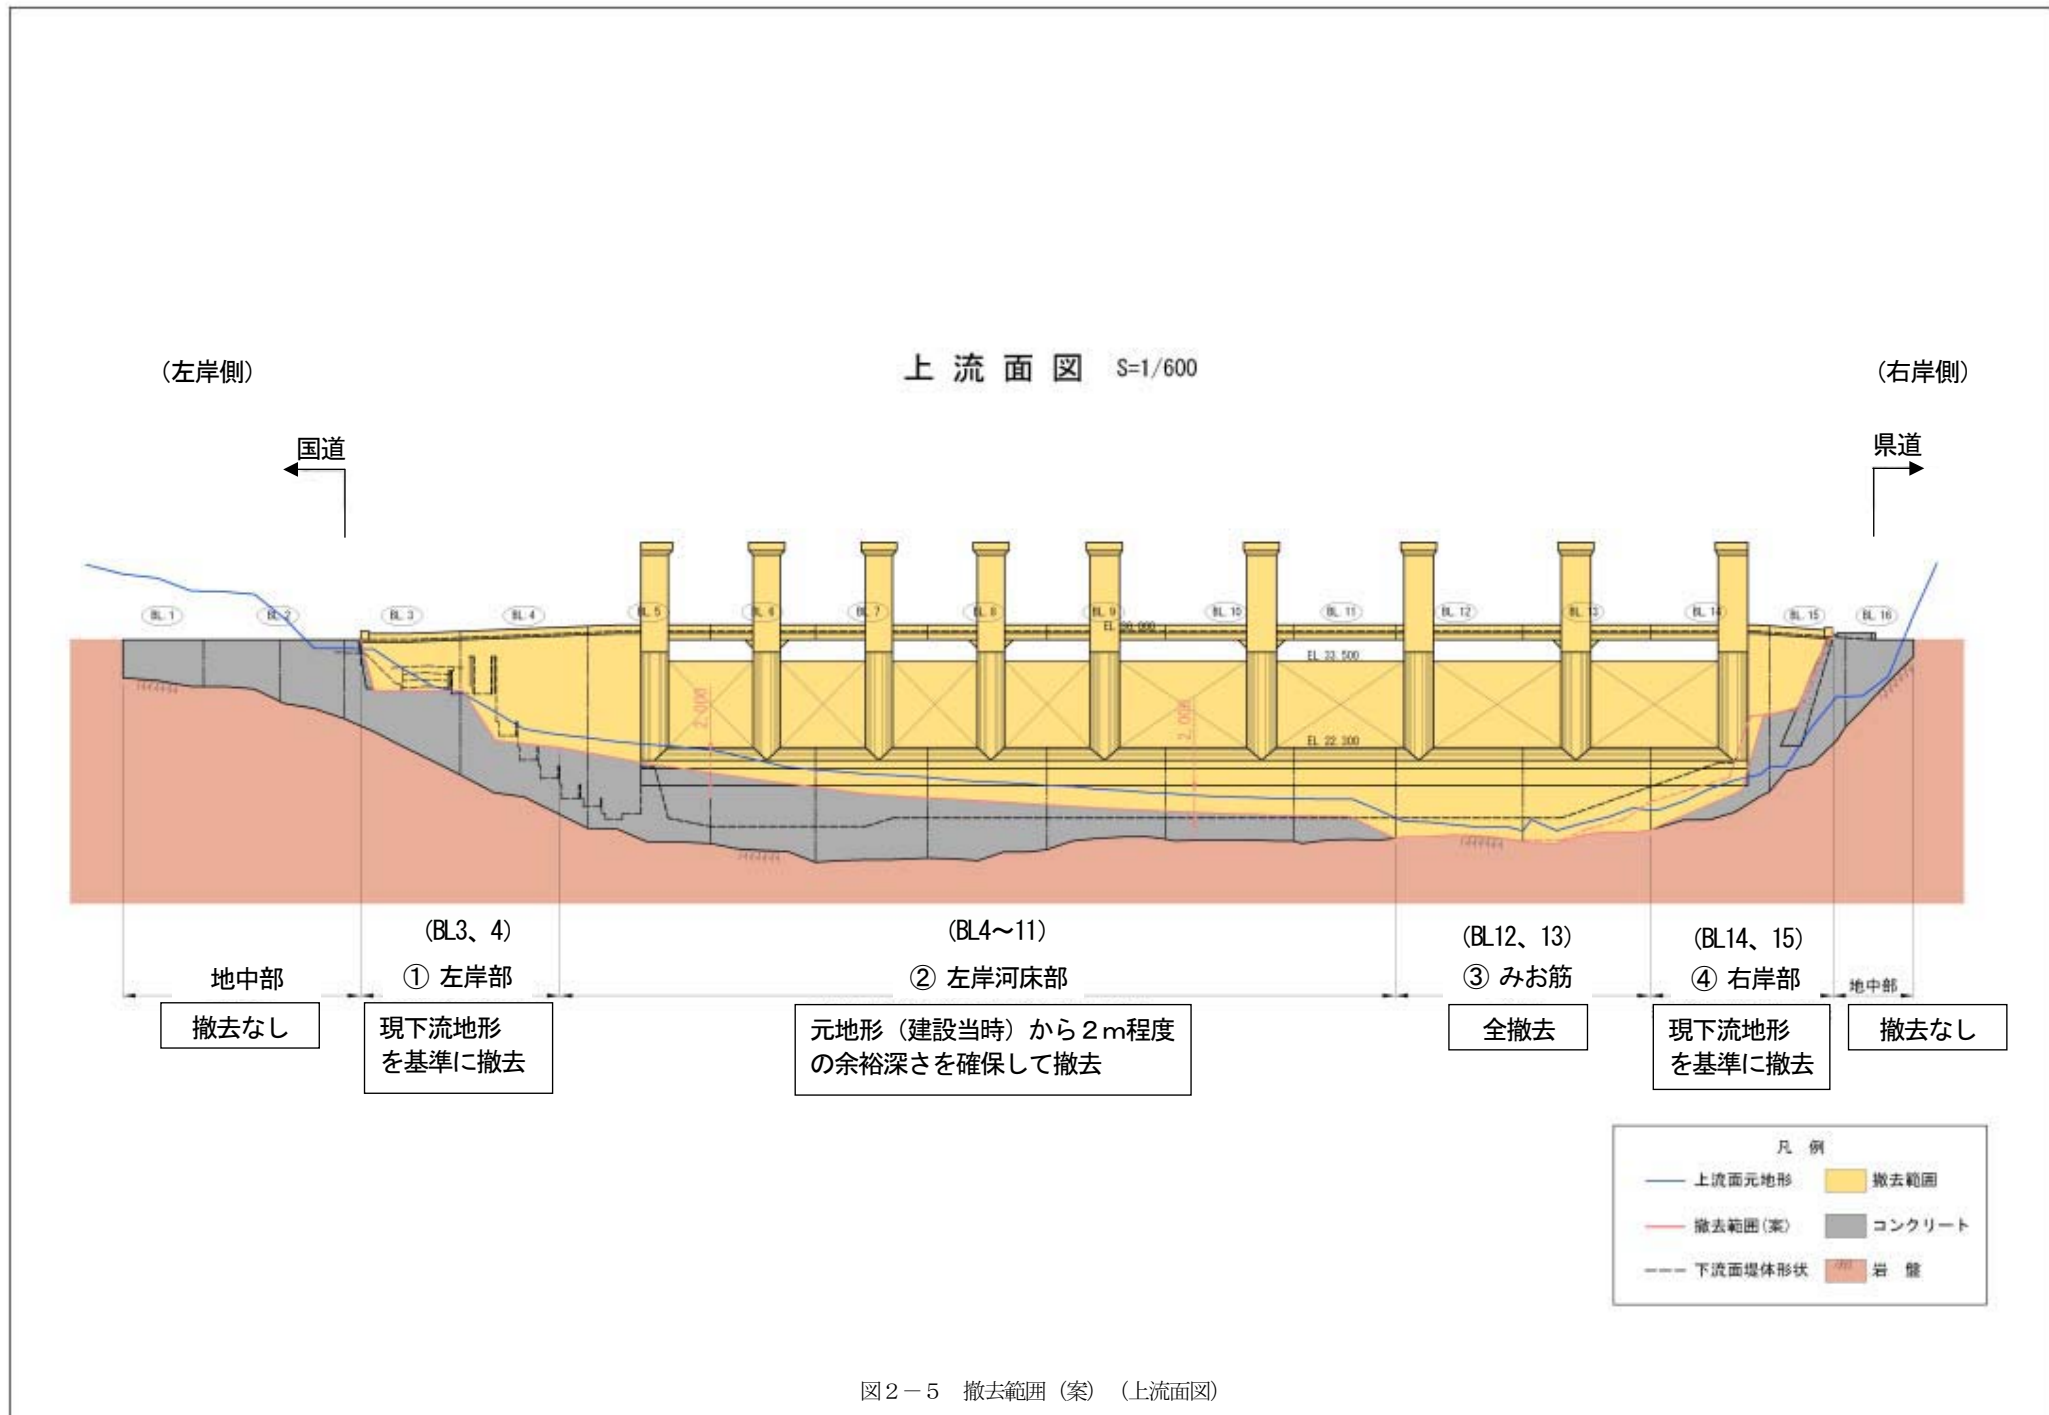 上流面図 S=1/600
(左岸側)
(右岸側)
国道
県道
BL.1
BL.2
BL.3
BL.4
BL.5
BL.6
BL.7
BL.8
BL.9
BL.10
BL.11
BL.12
BL.13
BL.14
BL.15
BL.16
EL 33.500
2.000
2.000
EL 22.300
(BL3、4)
(BL4～11)
(BL12、13)
(BL14、15)
地中部
① 左岸部
② 左岸河床部
③ みお筋
④ 右岸部
地中部
撤去なし
現下流地形
を基準に撤去
元地形（建設当時）から２ｍ程度
の余裕深さを確保して撤去
全撤去
現下流地形
を基準に撤去
撤去なし
凡 例
上流面元地形
撤去範囲
撤去範囲(案)
コンクリート
下流面堤体形状
岩 盤
図２－５ 撤去範囲（案）（上流面図）